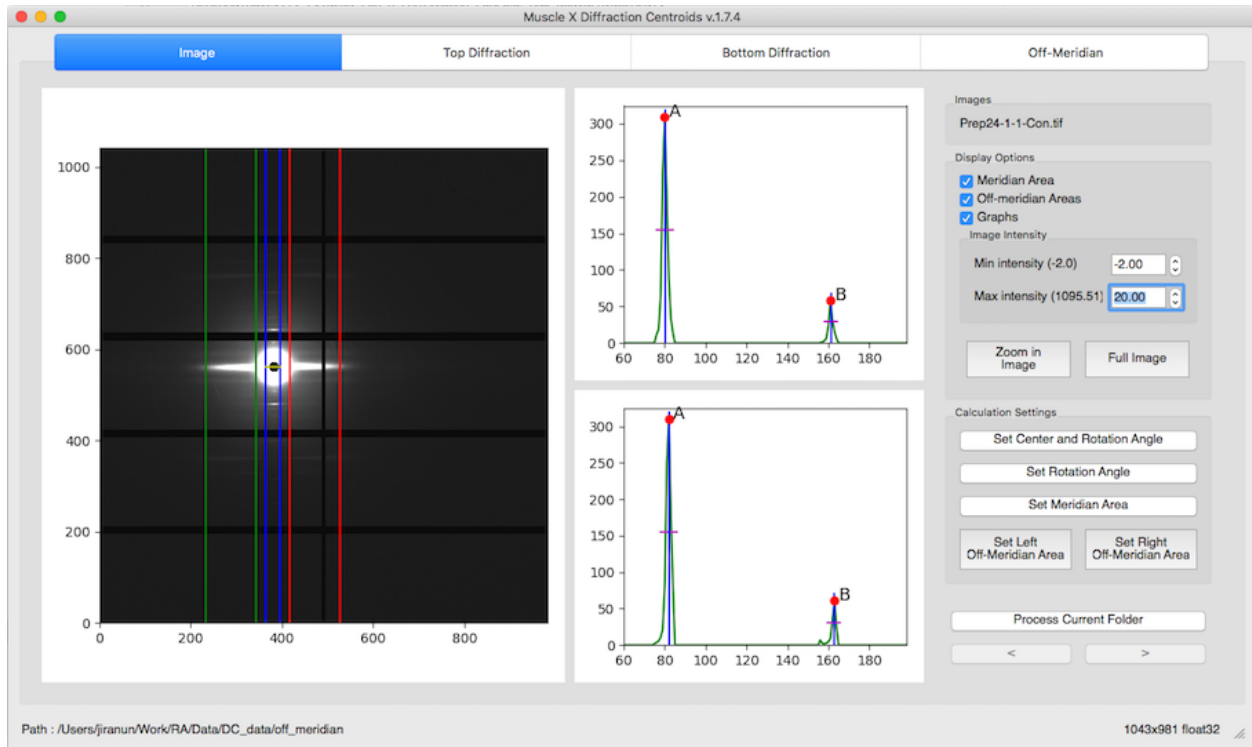 Muscle X Diffraction Centroids v.1.7.4
Image
Top Diffraction
Bottom Diffraction
Off-Meridian
1000
800
600
400
200
0
0 200 400 600 800
A
B
300
250
200
150
100
50
0
60 80 100 120 140 160 180
A
B
300
250
200
150
100
50
0
60 80 100 120 140 160 180
Images
Prep24-1-1-Con.tif
Display Options
Meridian Area
Off-meridian Areas
Graphs
Image Intensity
Min intensity (-2.0) -2.00
Max intensity (1095.51) 20.00
Zoom in
Image
Full Image
Calculation Settings
Set Center and Rotation Angle
Set Rotation Angle
Set Meridian Area
Set Left
Off-Meridian Area
Set Right
Off-Meridian Area
Process Current Folder
<
>
Path : /Users/jiranun/Work/RA/Data/DC_data/off_meridian
1043x981 float32